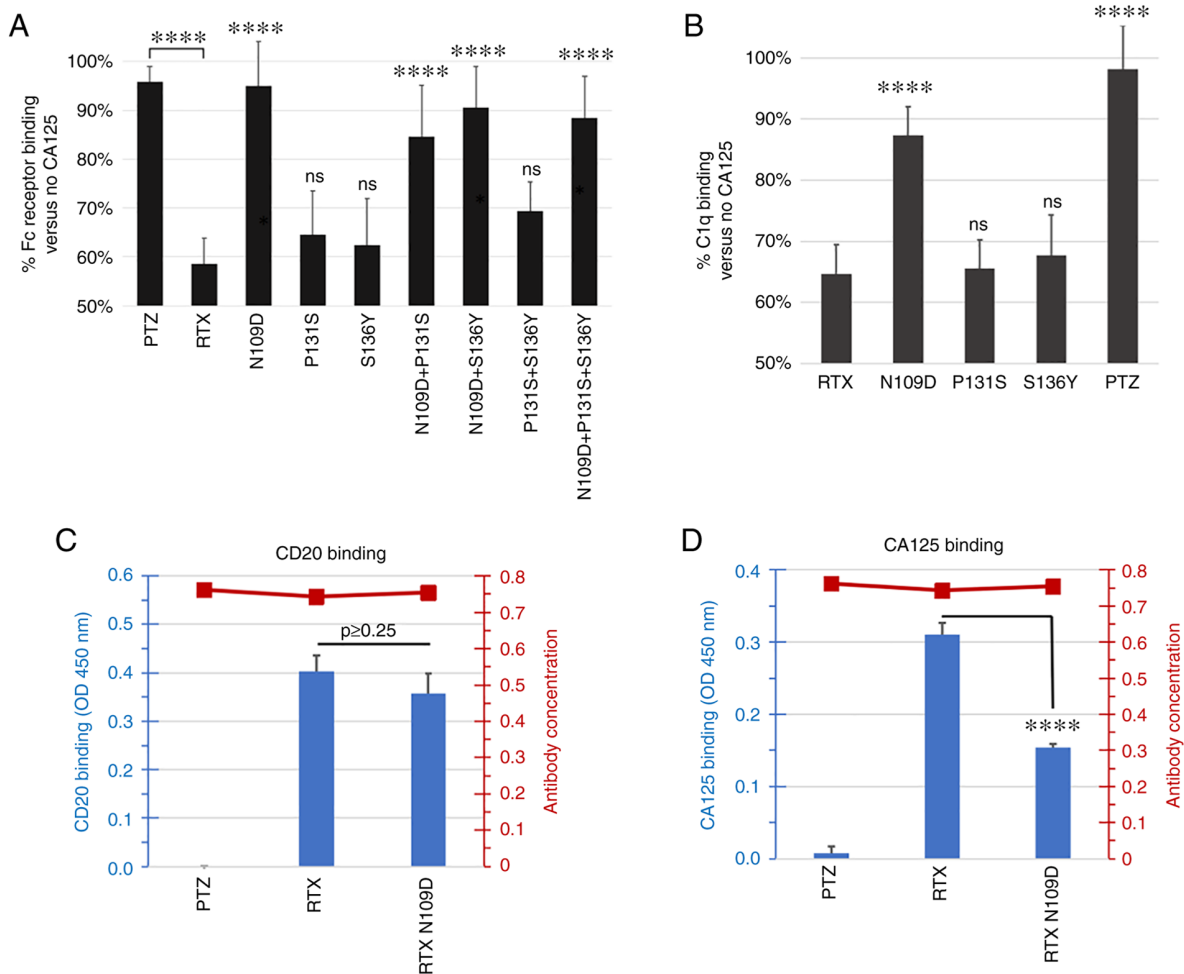 A
% Fc receptor binding
versus no CA125
100%
90%
80%
70%
60%
50%
****
****
ns
ns
****
****
ns
****
*
*
*
PTZ
RTX
N109D
P131S
S136Y
N109D+P131S
N109D+S136Y
P131S+S136Y
N109D+P131S+S136Y
B
% C1q binding
versus no CA125
100%
90%
80%
70%
60%
50%
****
ns
ns
****
RTX
N109D
P131S
S136Y
PTZ
C
CD20 binding
CD20 binding (OD 450 nm)
0.6
0.5
0.4
0.3
0.2
0.1
0.0
p≥0.25
0.8
0.7
0.6
0.5
0.4
0.3
0.2
0.1
0
Antibody concentration
PTZ
RTX
RTX N109D
D
CA125 binding
CA125 binding (OD 450 nm)
0.4
0.3
0.2
0.1
0.0
****
0.8
0.7
0.6
0.5
0.4
0.3
0.2
0.1
0
Antibody concentration
PTZ
RTX
RTX N109D